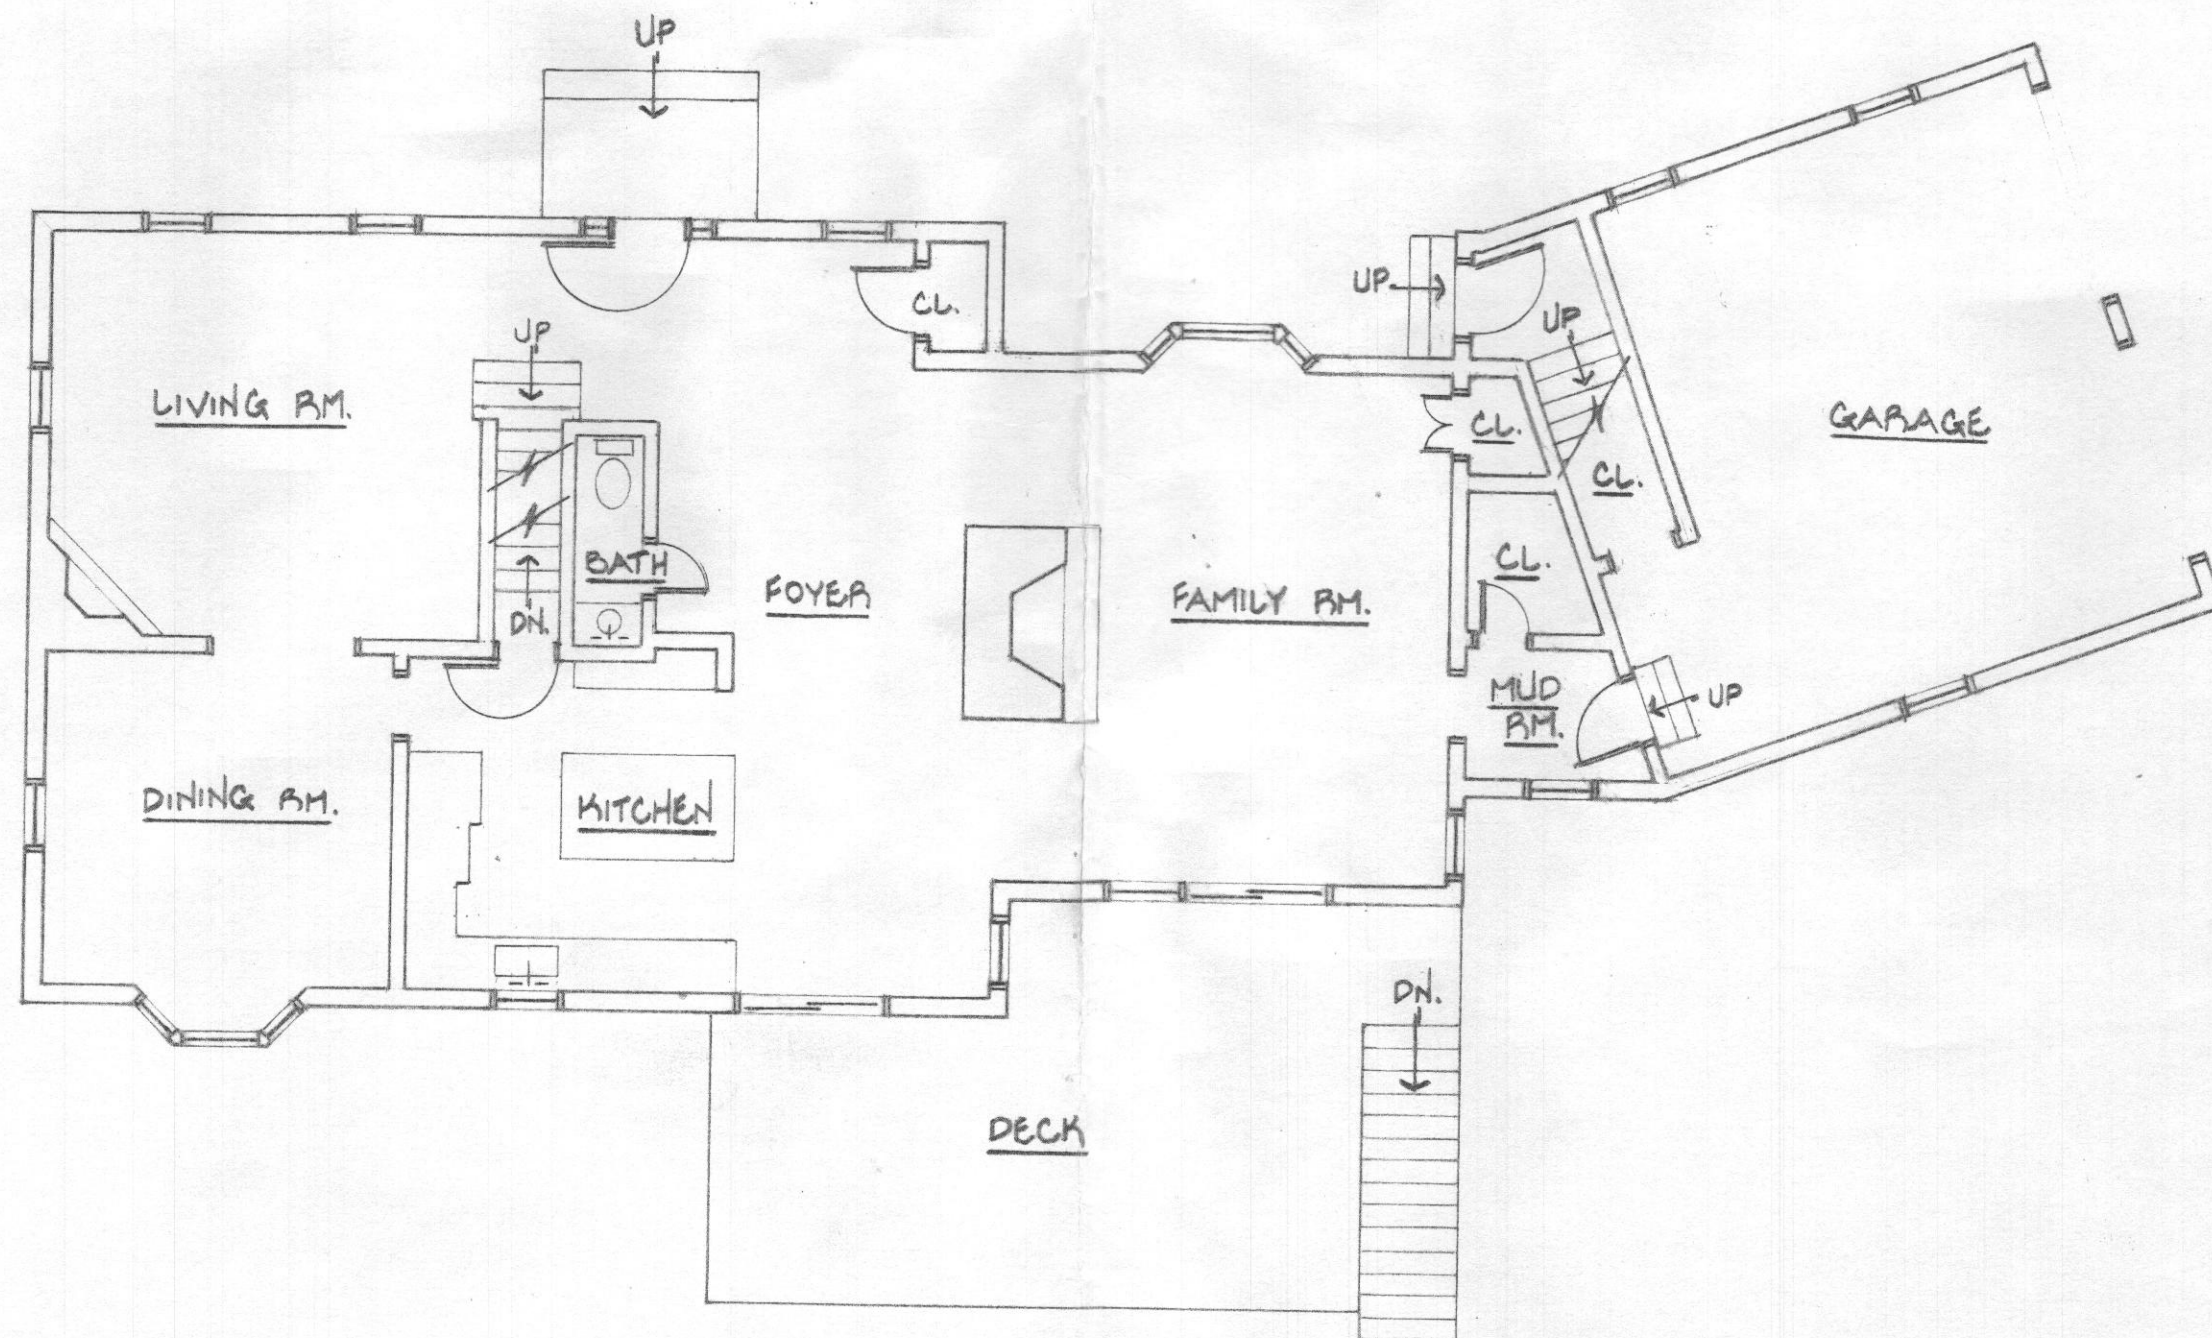 UP
UP
CL.
UP
UP
LIVING RM.
CL.
GARAGE
CL.
BATH
CL.
FOYER
FAMILY RM.
DN.
MUD
RM.
UP
DINING RM.
KITCHEN
DN.
DECK